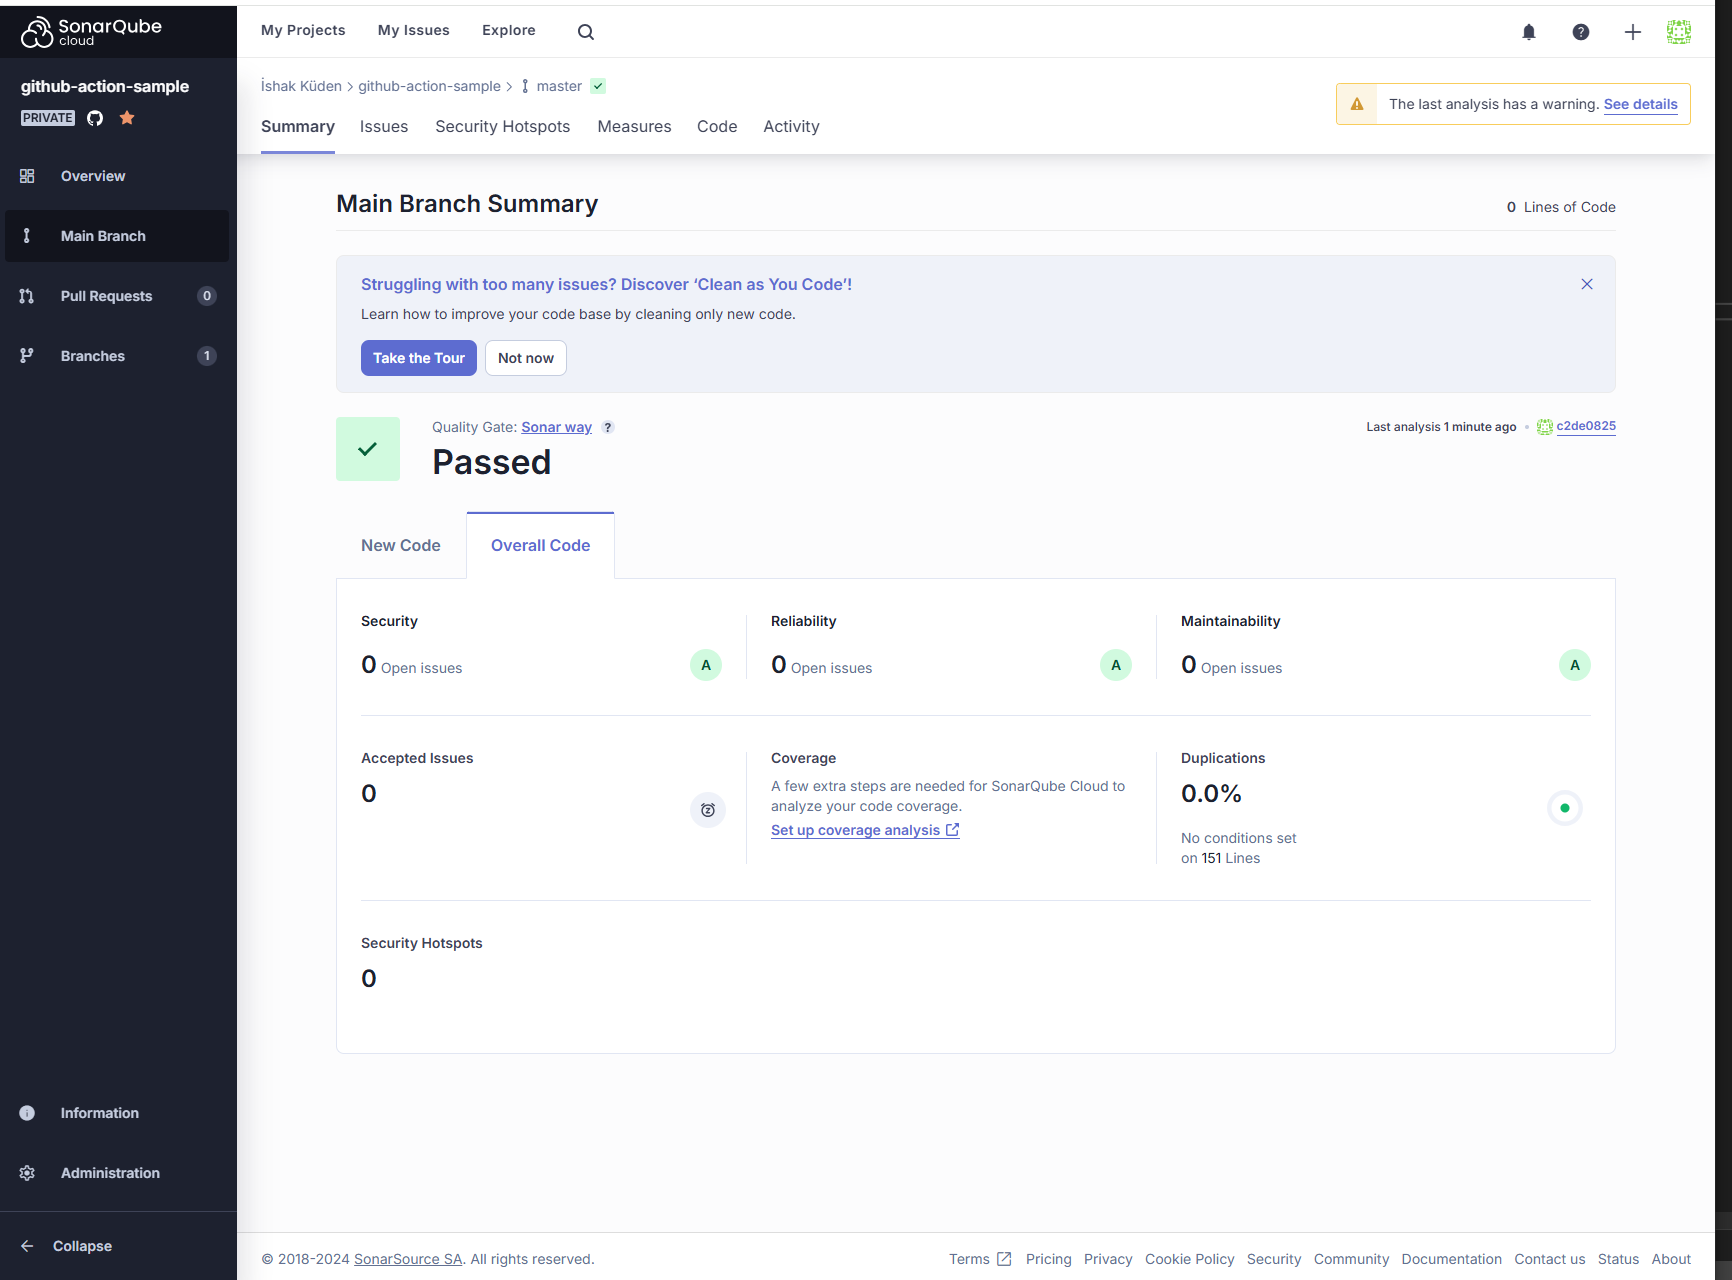 SonarQube
cloud
My Projects
My Issues
Explore
github-action-sample
PRIVATE
İshak Küden
github-action-sample
master
The last analysis has a warning. See details
Summary
Issues
Security Hotspots
Measures
Code
Activity
Overview
Main Branch
Pull Requests
0
Branches
1
Main Branch Summary
0 Lines of Code
Struggling with too many issues? Discover ‘Clean as You Code’!
Learn how to improve your code base by cleaning only new code.
Take the Tour
Not now
Quality Gate: Sonar way ?
Passed
Last analysis 1 minute ago • c2de0825
New Code
Overall Code
Security
0 Open issues
A
Reliability
0 Open issues
A
Maintainability
0 Open issues
A
Accepted Issues
0
Coverage
A few extra steps are needed for SonarQube Cloud to
analyze your code coverage.
Set up coverage analysis
Duplications
0.0%
No conditions set
on 151 Lines
Security Hotspots
0
Information
Administration
Collapse
© 2018-2024 SonarSource SA. All rights reserved.
Terms
Pricing
Privacy
Cookie Policy
Security
Community
Documentation
Contact us
Status
About